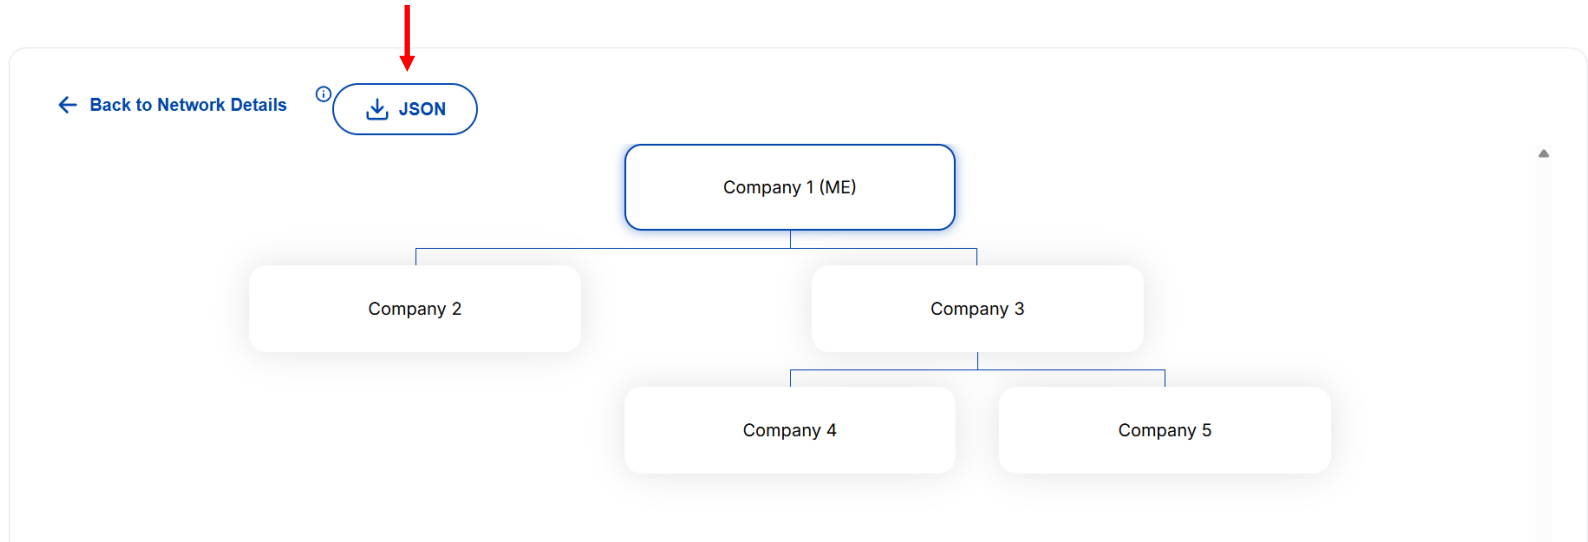 Back to Network Details
JSON
Company 1 (ME)
Company 2
Company 3
Company 4
Company 5